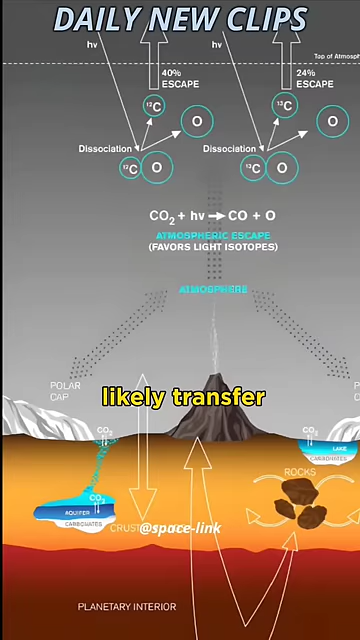 DAILY NEW CLIPS
hν
hν
Top of Atmosph
40%
ESCAPE
24%
ESCAPE
¹²C
O
¹³C
O
Dissociation
Dissociation
¹²C
O
¹³C
O
CO₂ + hν → CO + O
ATMOSPHERIC ESCAPE
(FAVORS LIGHT ISOTOPES)
ATMOSPHERE
POLAR
CAP
P
C
likely transfer
CO₂
CO₂
LAKE
CARBONATES
ROCKS
CO₂
AQUIFER
CARBONATES
CRUST
@space-link
PLANETARY INTERIOR